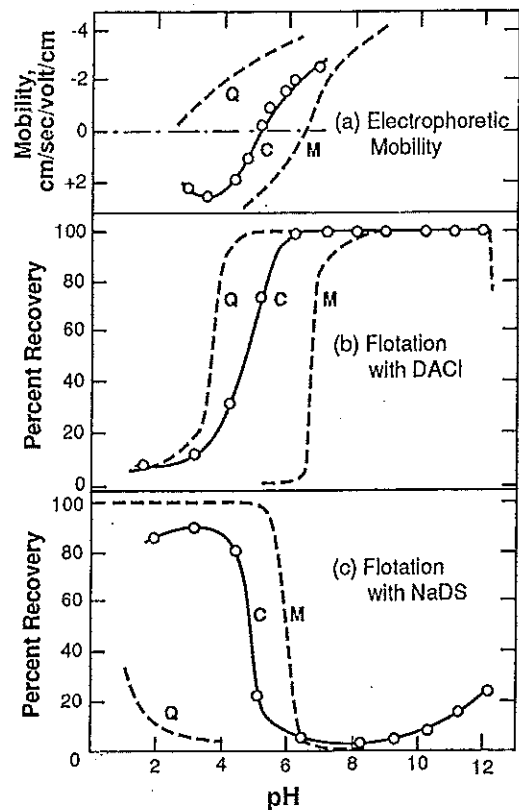 Mobility,
cm/sec/volt/cm
-4
-2
0
+2
Q
C
M
(a) Electrophoretic
Mobility
Percent Recovery
100
80
60
40
20
0
Q
C
M
(b) Flotation
with DACl
Percent Recovery
100
80
60
40
20
0
Q
C
M
(c) Flotation
with NaDS
2
4
6
8
10
12
pH